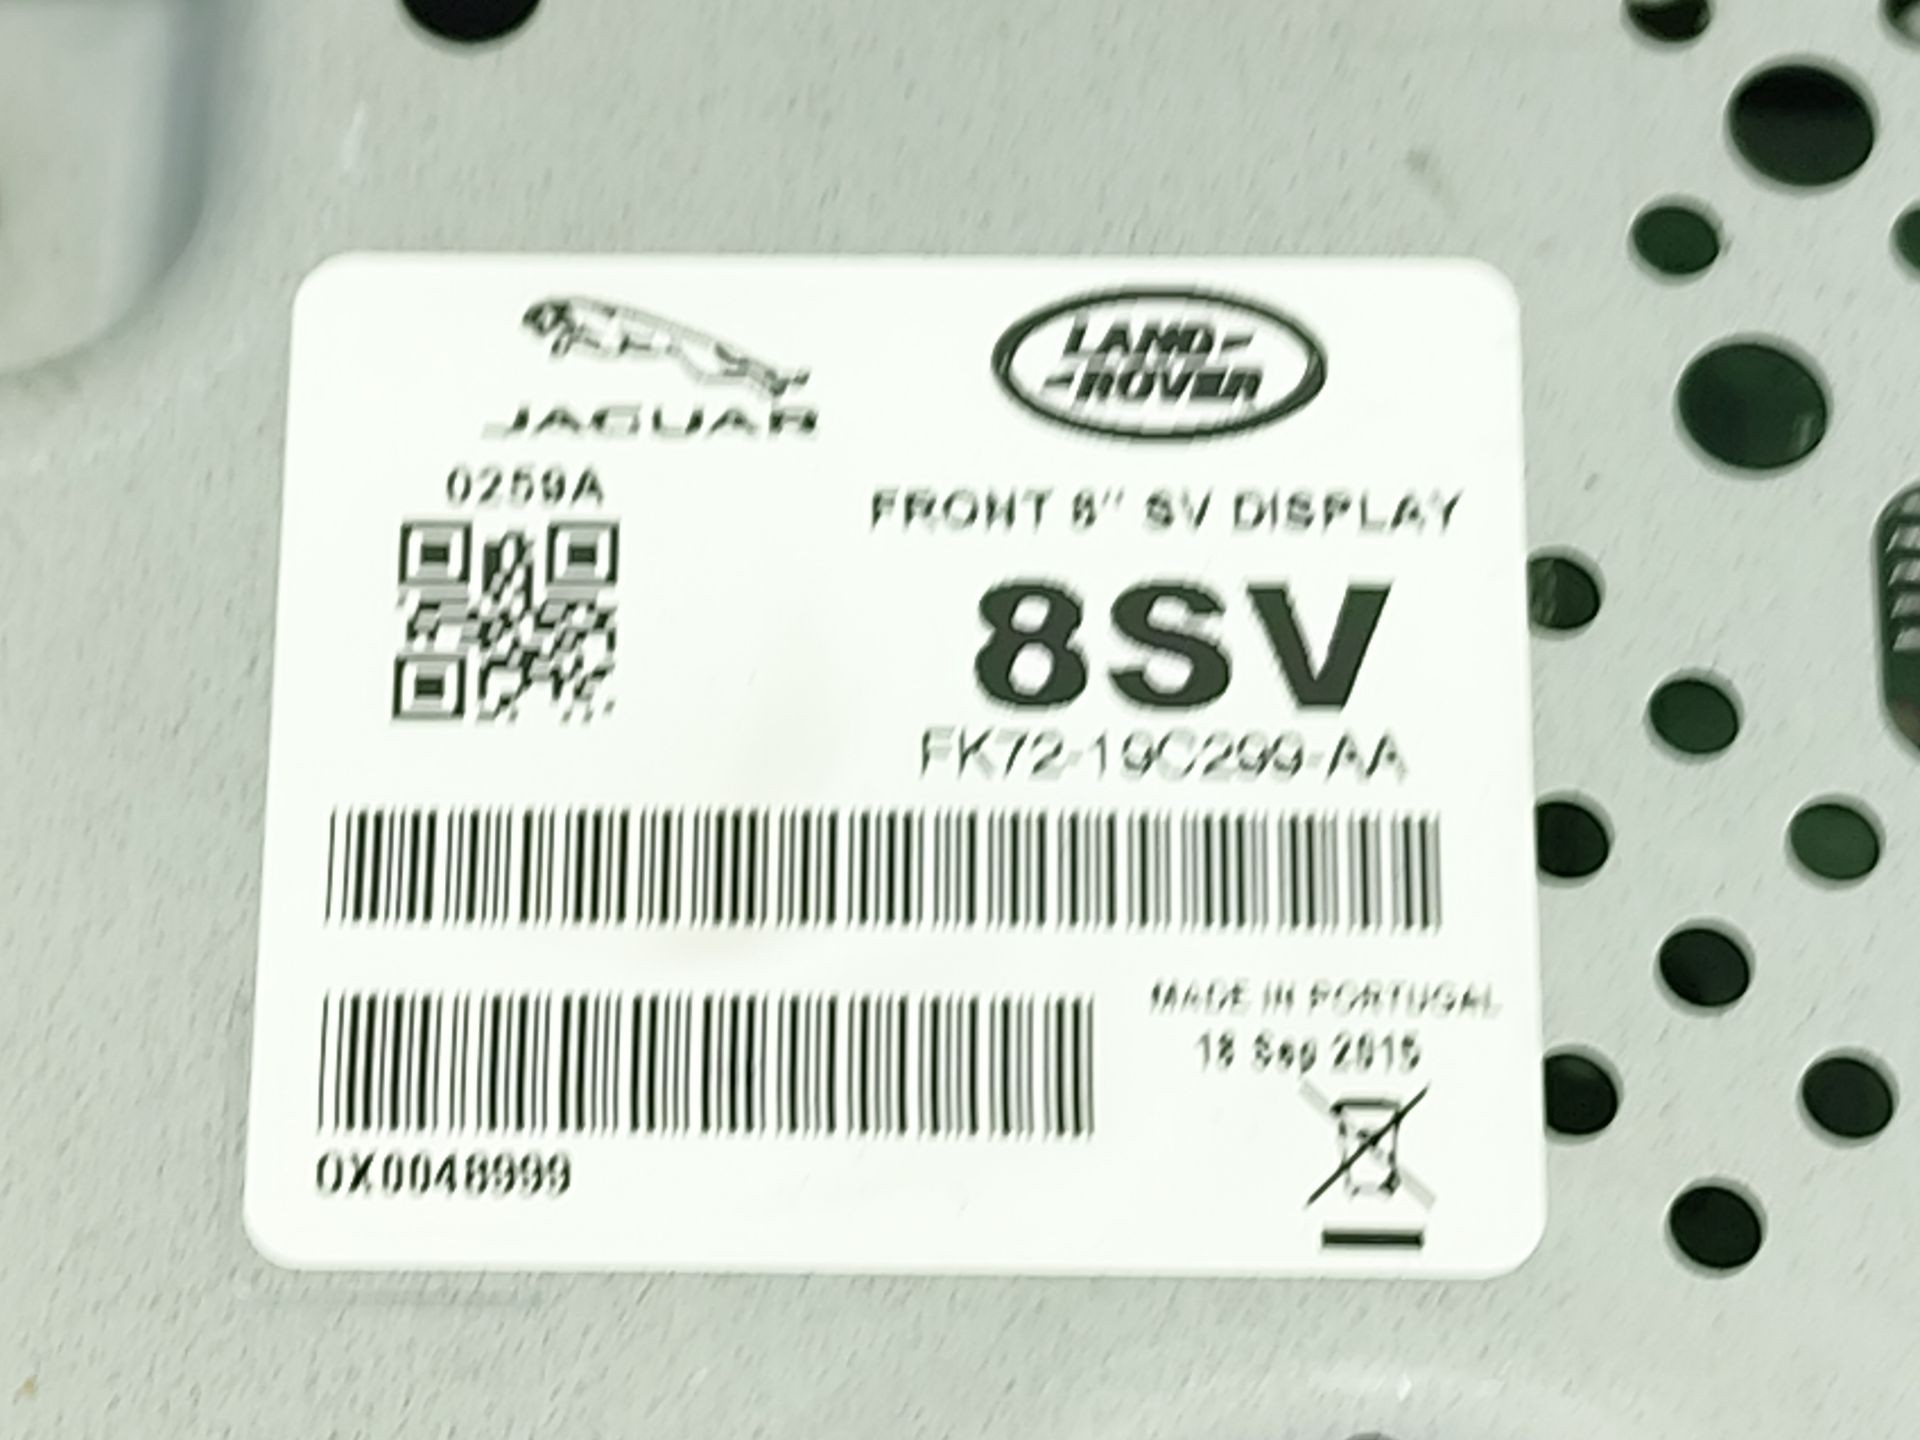 JAGUAR
LAND-
-ROVER
0259A
FRONT 8" SV DISPLAY
8SV
FK72-19C299-AA
MADE IN PORTUGAL
18 Sep 2015
0X0048999